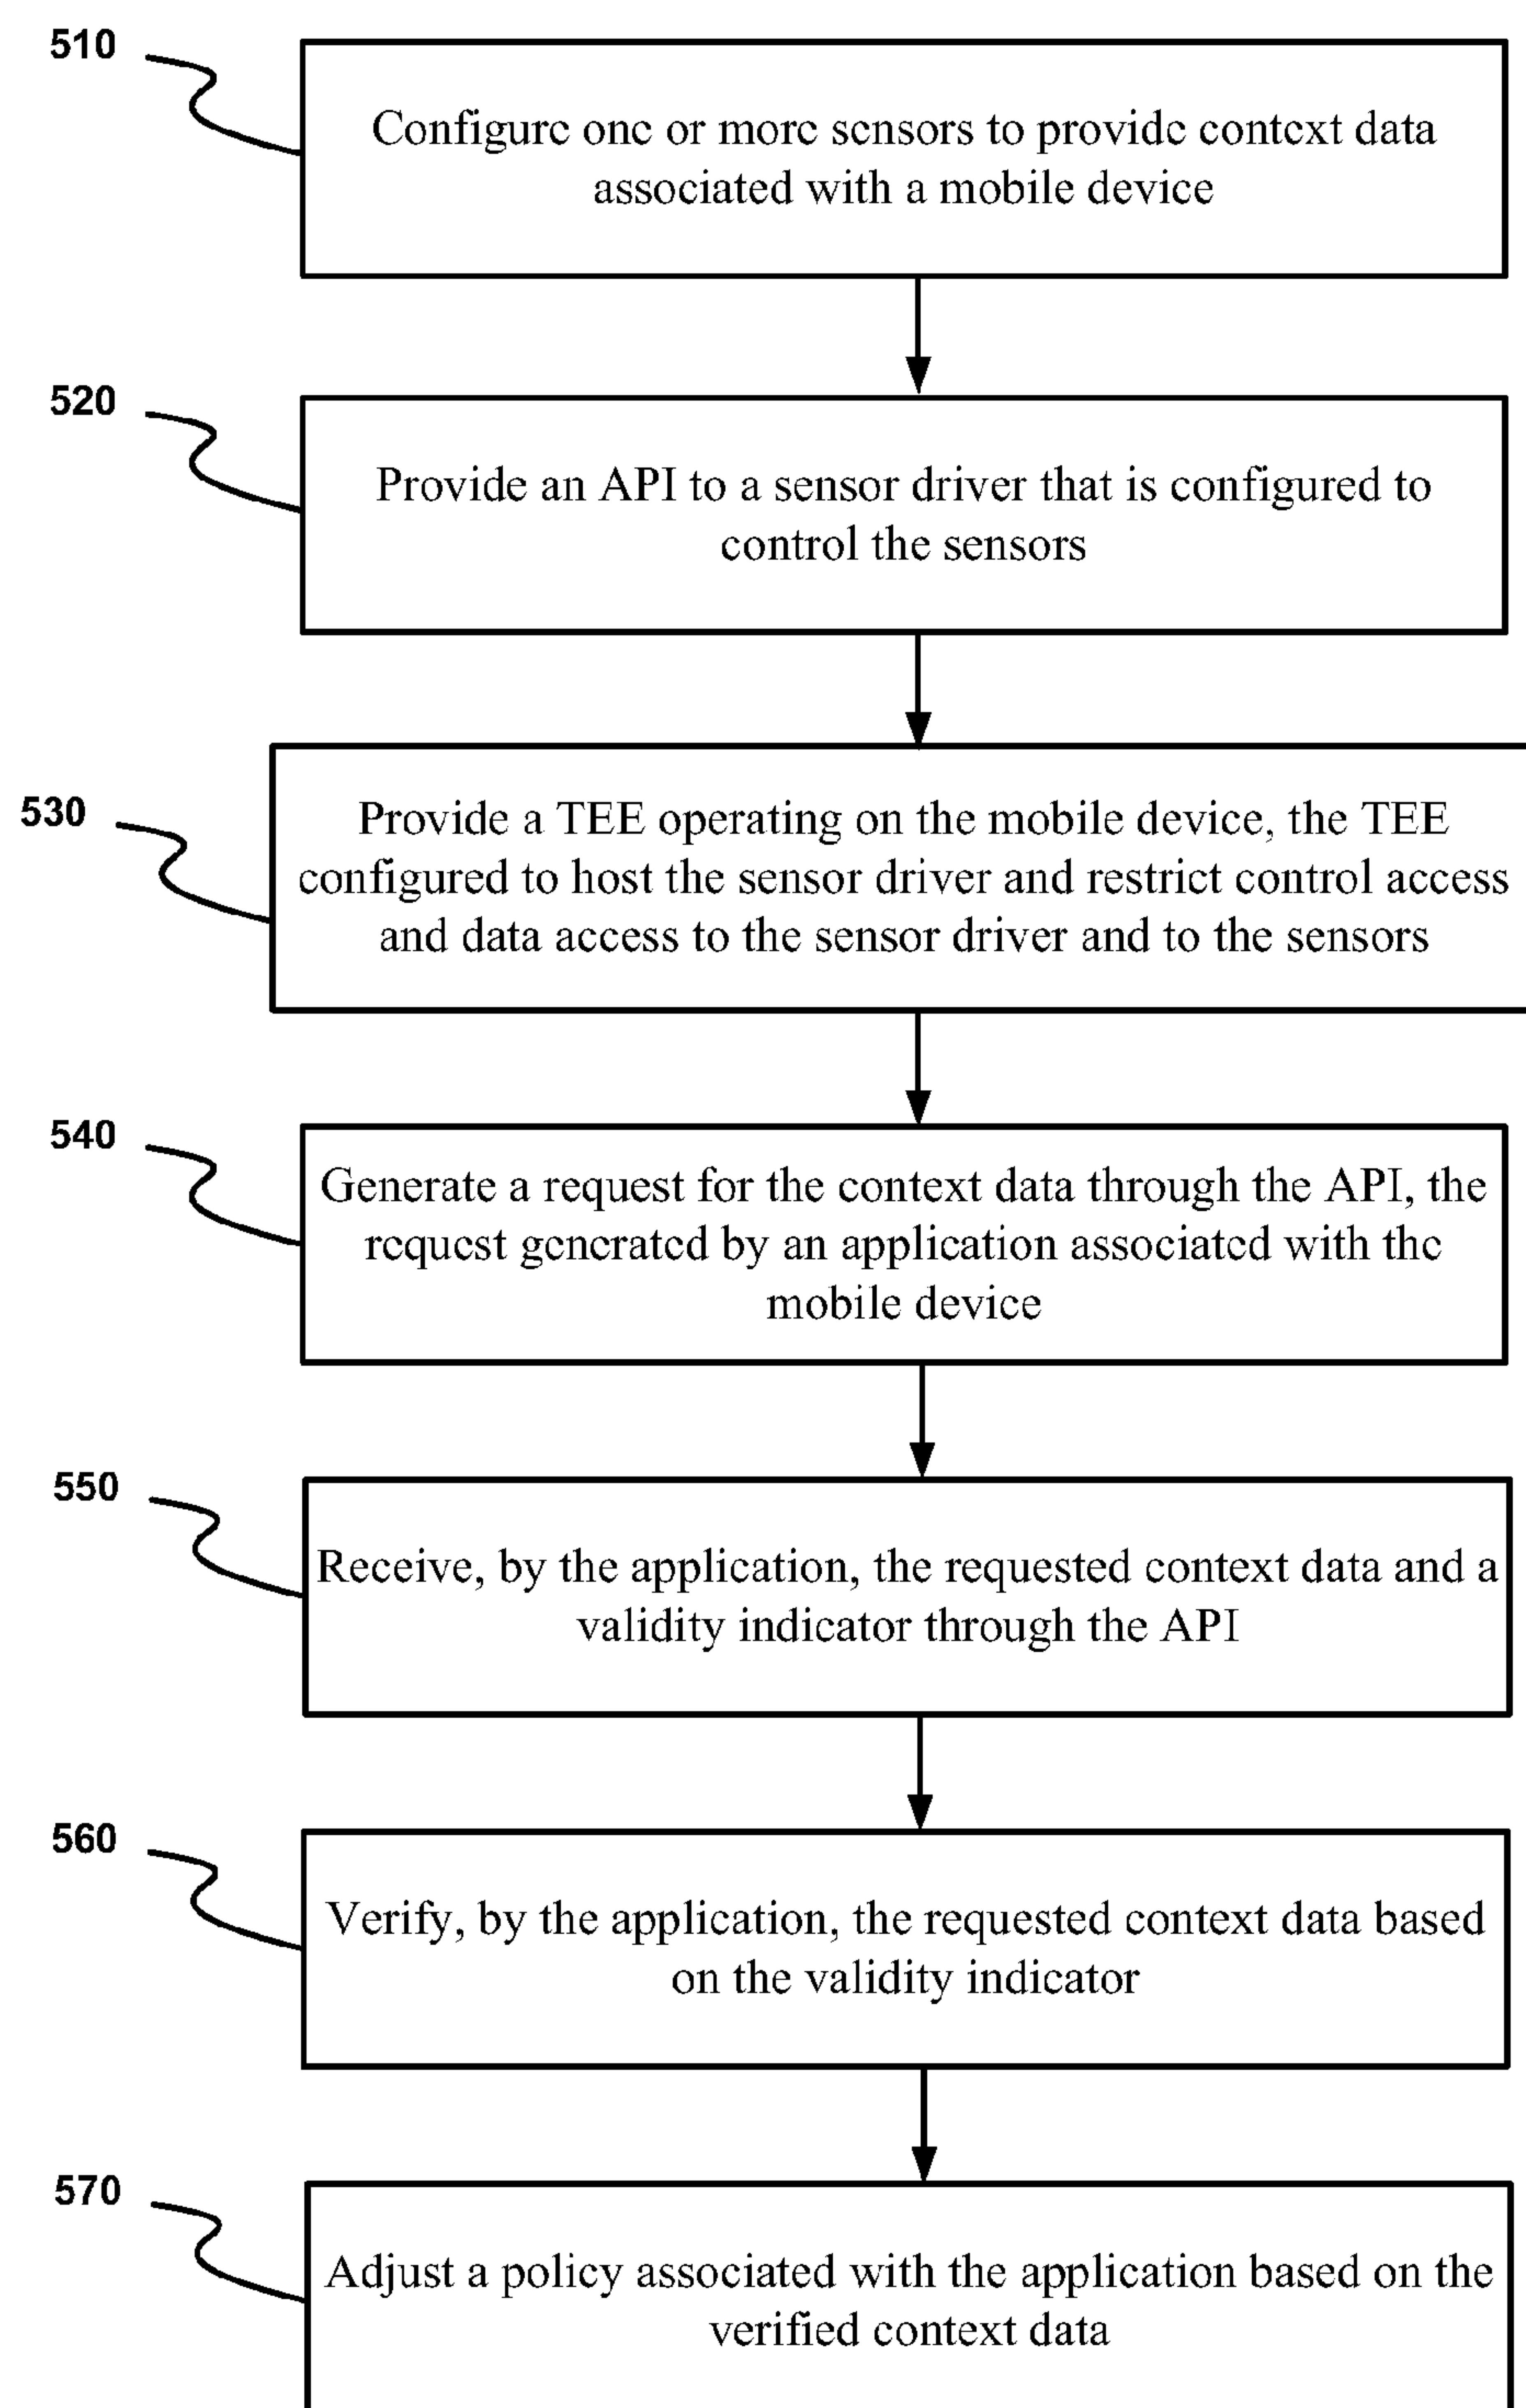 510
Configure one or more sensors to provide context data
associated with a mobile device
520
Provide an API to a sensor driver that is configured to
control the sensors
530
Provide a TEE operating on the mobile device, the TEE
configured to host the sensor driver and restrict control access
and data access to the sensor driver and to the sensors
540
Generate a request for the context data through the API, the
request generated by an application associated with the
mobile device
550
Receive, by the application, the requested context data and a
validity indicator through the API
560
Verify, by the application, the requested context data based
on the validity indicator
570
Adjust a policy associated with the application based on the
verified context data